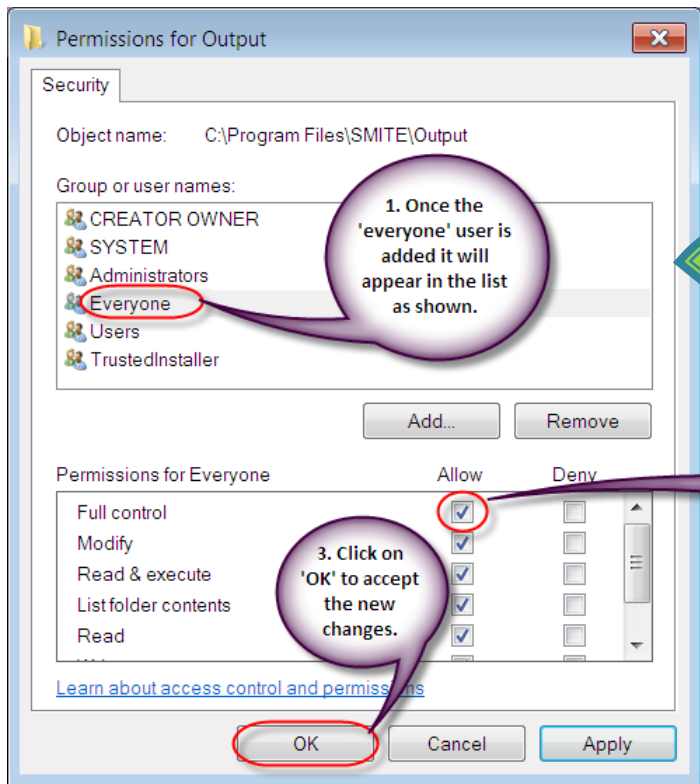 Permissions for Output
Security
Object name: C:\Program Files\SMITE\Output
Group or user names:
CREATOR OWNER
SYSTEM
Administrators
Everyone
Users
TrustedInstaller
1. Once the
'everyone' user is
added it will
appear in the list
as shown.
Add...
Remove
Permissions for Everyone Allow Deny
Full control
Modify
Read & execute
List folder contents
Read
3. Click on
'OK' to accept
the new
changes.
Learn about access control and permissions
OK
Cancel
Apply